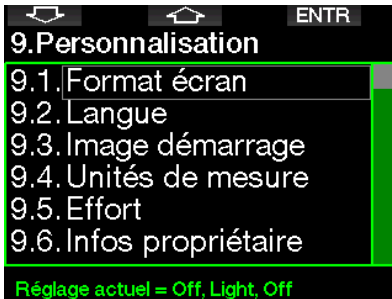 ENTR
9.Personnalisation
9.1. Format écran
9.2. Langue
9.3. Image démarrage
9.4. Unités de mesure
9.5. Effort
9.6. Infos propriétaire
Réglage actuel = Off, Light, Off